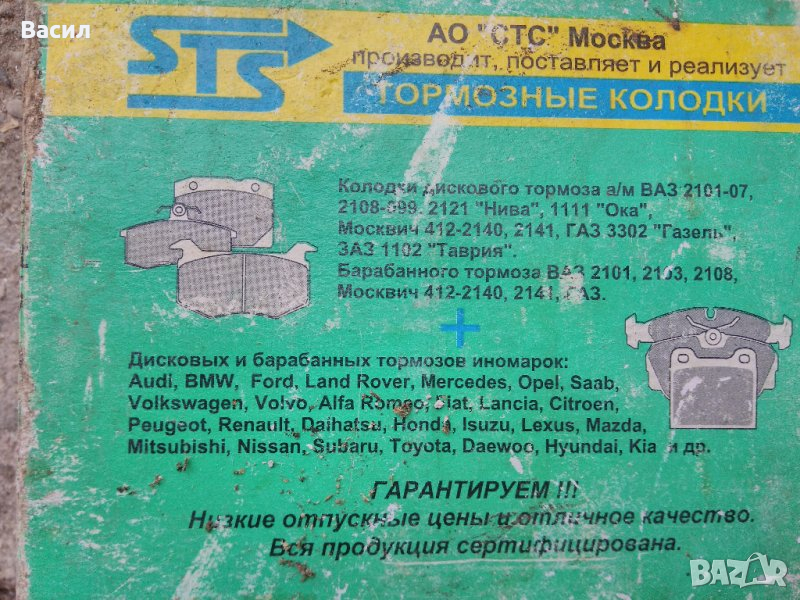 Васил
STS
АО "СТС" Москва
производит, поставляет и реализует
ТОРМОЗНЫЕ КОЛОДКИ
Колодки дискового тормоза а/м ВАЗ 2101-07,
2108-099. 2121 "Нива", 1111 "Ока",
Москвич 412-2140, 2141, ГАЗ 3302 "Газель",
ЗАЗ 1102 "Таврия".
Барабанного тормоза ВАЗ 2101, 2103, 2108,
Москвич 412-2140, 2141, ГАЗ.
+
Дисковых и барабанных тормозов иномарок:
Audi, BMW, Ford, Land Rover, Mercedes, Opel, Saab,
Volkswagen, Volvo, Alfa Romeo, Fiat, Lancia, Citroen,
Peugeot, Renault, Daihatsu, Honda, Isuzu, Lexus, Mazda,
Mitsubishi, Nissan, Subaru, Toyota, Daewoo, Hyundai, Kia и др.
ГАРАНТИРУЕМ !!!
Низкие отпускные цены и отличное качество.
Вся продукция сертифицирована.
BAZAR